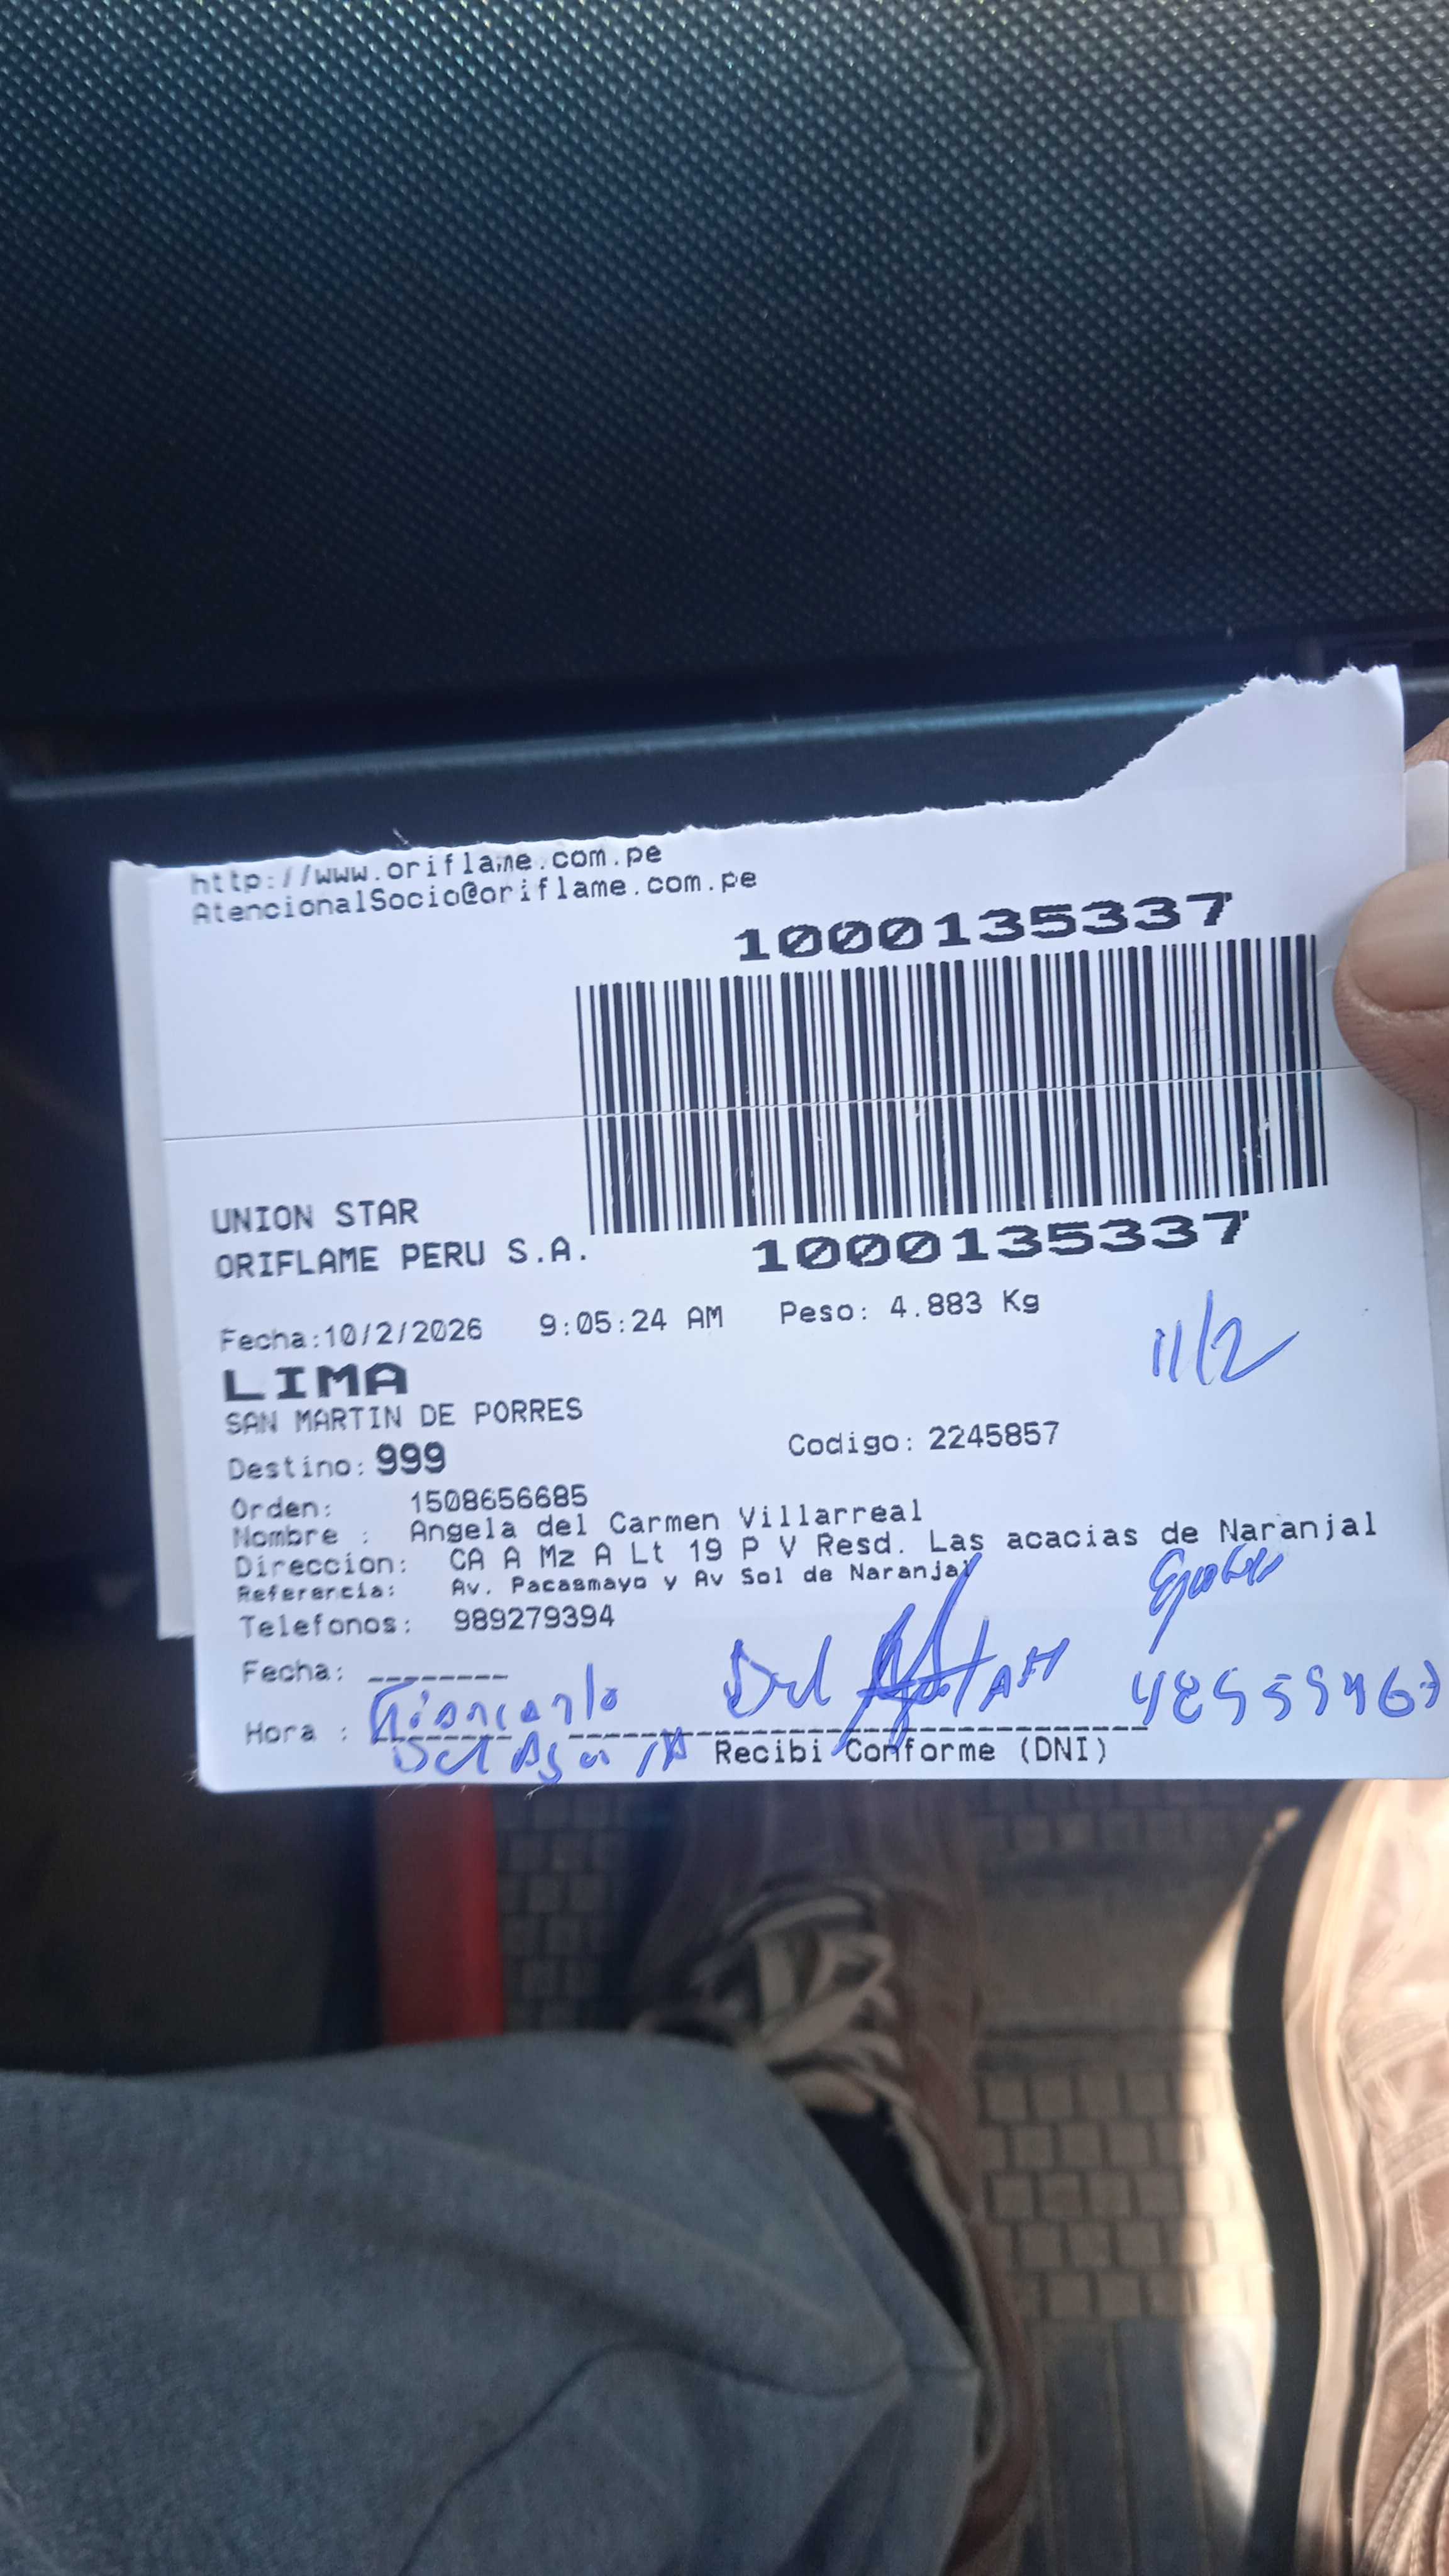 http://www.oriflame.com.pe
AtencionalSocio@oriflame.com.pe
1000135337
UNION STAR
ORIFLAME PERU S.A.
1000135337
Fecha:10/2/2026 9:05:24 AM Peso: 4.883 Kg
11/2
LIMA
SAN MARTIN DE PORRES
Destino: 999 Codigo: 2245857
Orden: 1508656685
Nombre : Angela del Carmen Villarreal
Direccion: CA A Mz A Lt 19 P V Resd. Las acacias de Naranjal
Referencia: Av. Pacasmayo y Av Sol de Naranjal
Telefonos: 989279394
Fecha: --------
Giancarlo Del
Hora :
Del
Recibi Conforme (DNI)